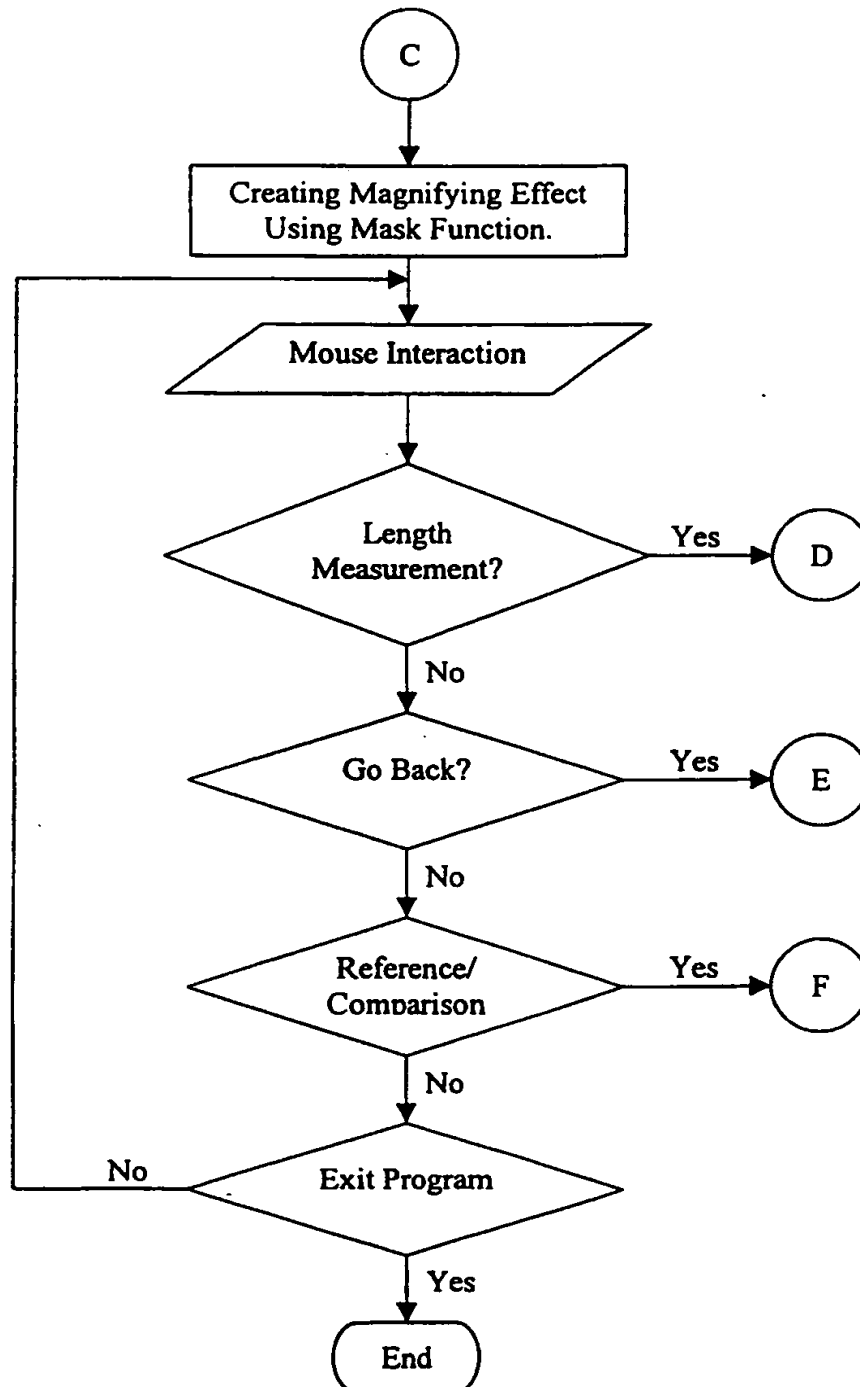 C
Creating Magnifying Effect
Using Mask Function.
Mouse Interaction
Length
Measurement?
Yes
D
No
Go Back?
Yes
E
No
Reference/
Comparison
Yes
F
No
No
Exit Program
Yes
End